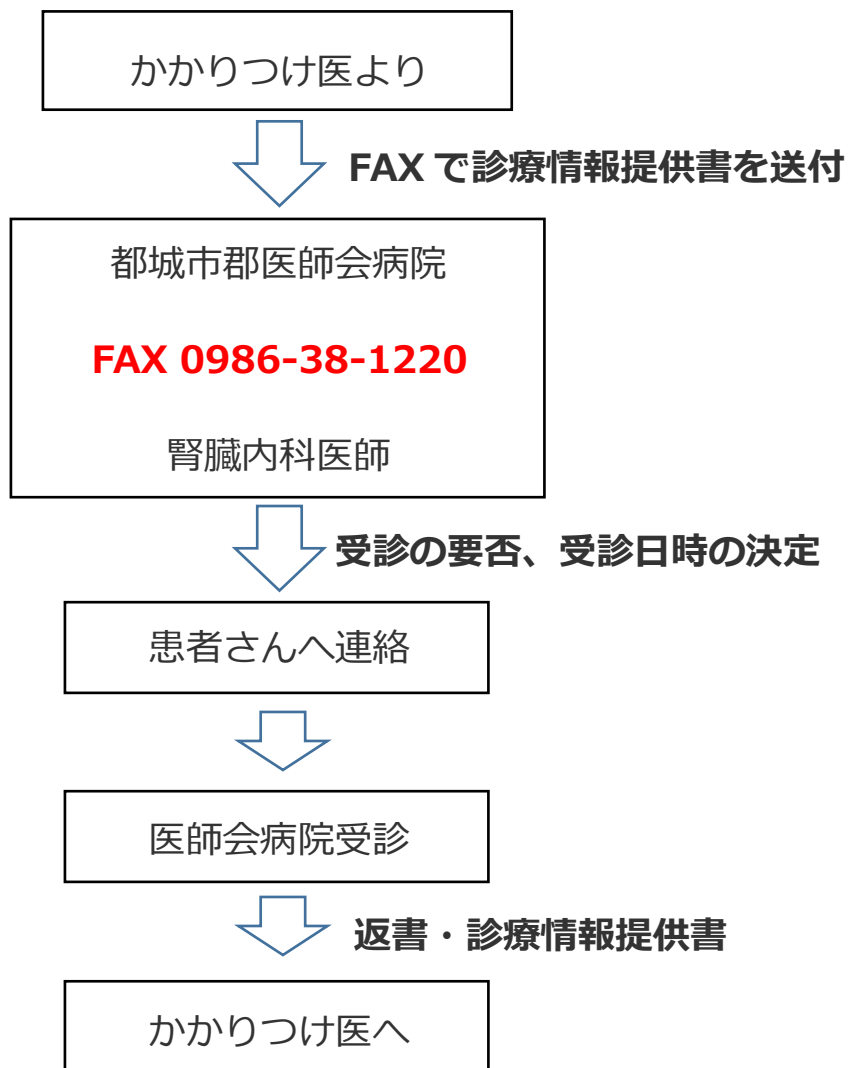 かかりつけ医より
FAX で診療情報提供書を送付
都城市郡医師会病院
FAX 0986-38-1220
腎臓内科医師
受診の要否、受診日時の決定
患者さんへ連絡
医師会病院受診
返書・診療情報提供書
かかりつけ医へ